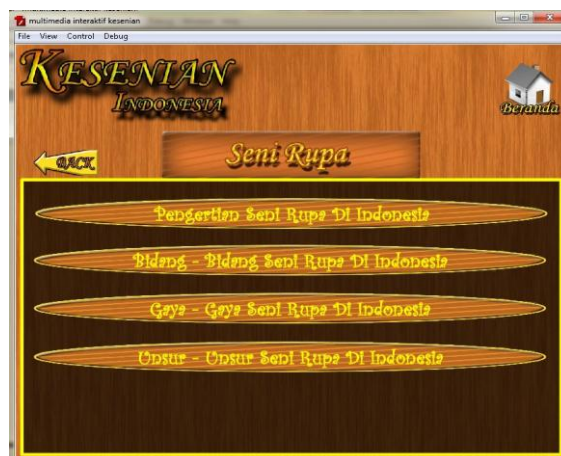 multimedia interaktif kesenian
File View Control Debug
KESENIAN
INDONESIA
Beranda
BACK
Seni Rupa
Pengertian Seni Rupa Di Indonesia
Bidang - Bidang Seni Rupa Di Indonesia
Gaya - Gaya Seni Rupa Di Indonesia
Unsur - Unsur Seni Rupa Di Indonesia